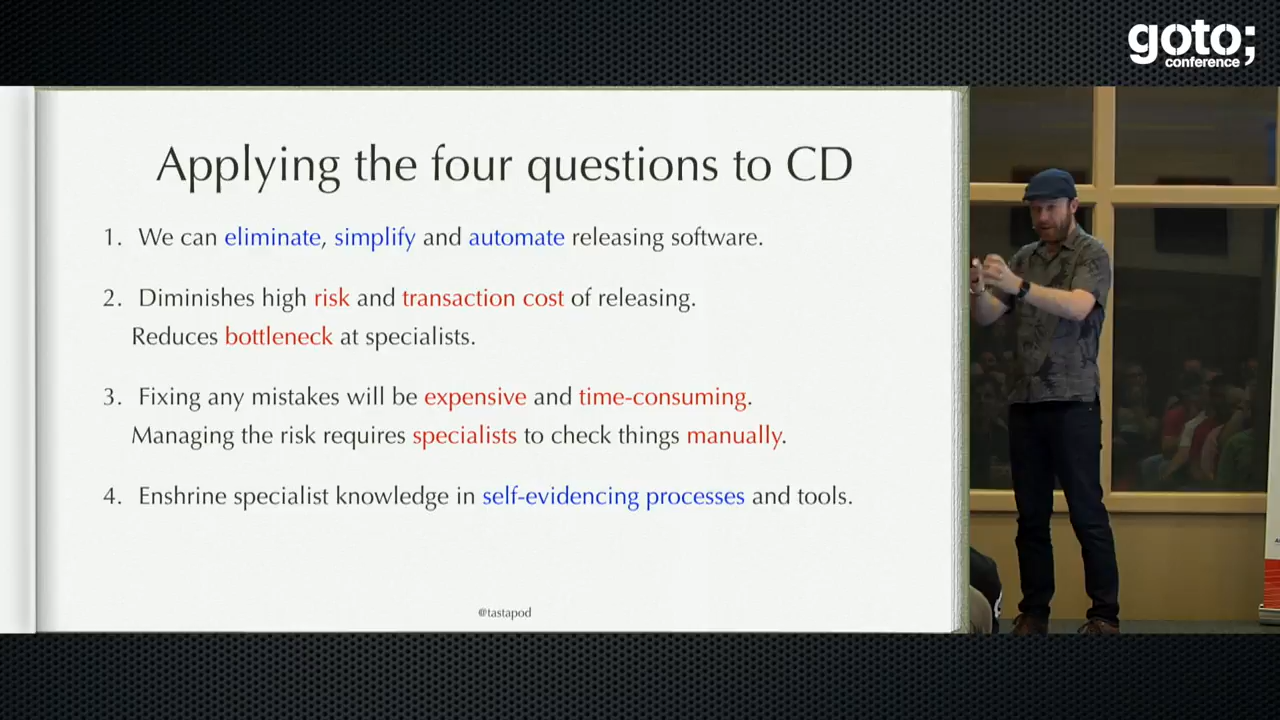 goto;
conference
Applying the four questions to CD
1. We can eliminate, simplify and automate releasing software.
2. Diminishes high risk and transaction cost of releasing.
Reduces bottleneck at specialists.
3. Fixing any mistakes will be expensive and time-consuming.
Managing the risk requires specialists to check things manually.
4. Enshrine specialist knowledge in self-evidencing processes and tools.
@tastapod